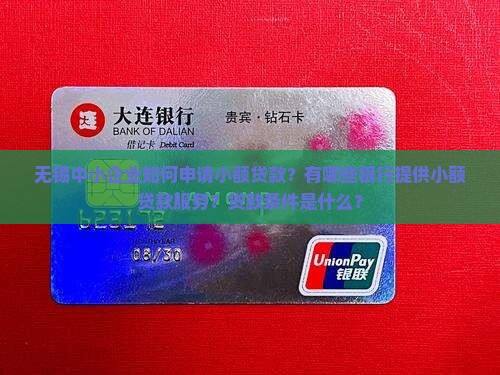 大连银行
BANK OF DALIAN
借记卡 Debit Card
贵宾·钻石卡
无锡中小企业如何申请小额贷款？有哪些银行提供小额
贷款服务？贷款条件是什么？
08/30
UnionPay
银联